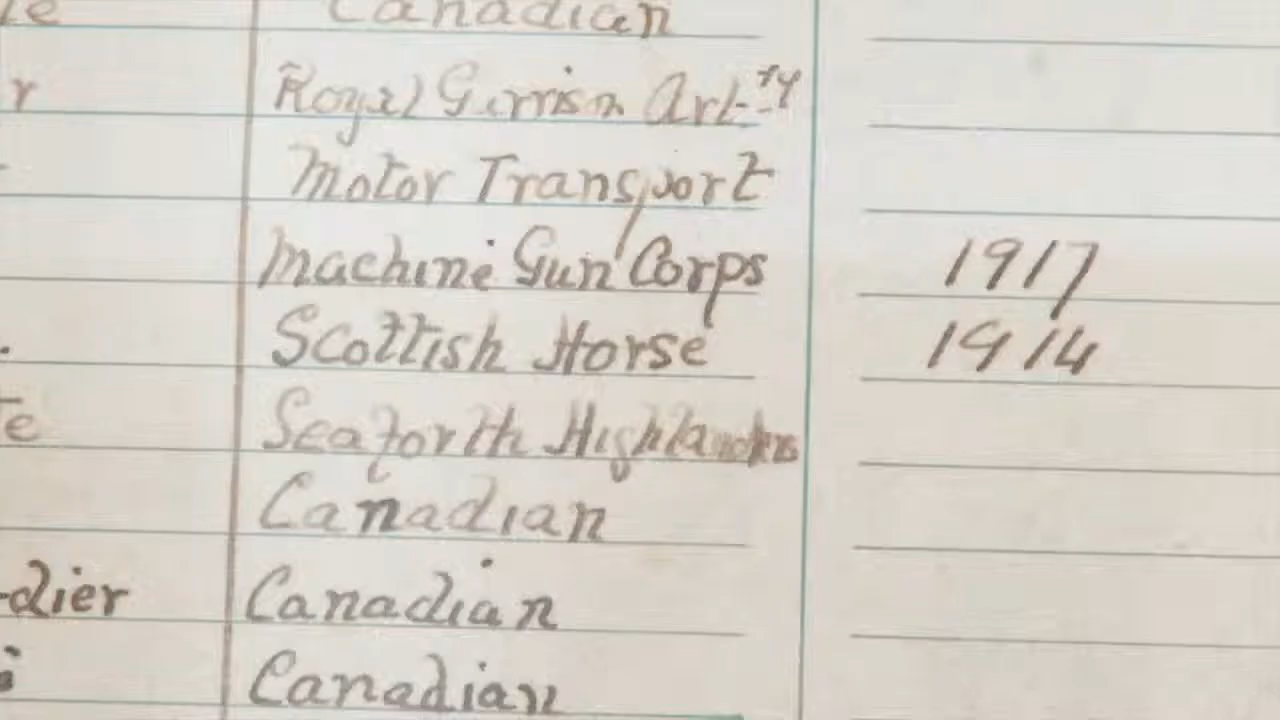 Canadian
r Royal Garrison Art-ty
Motor Transport
Machine Gun Corps 1917
Scottish Horse 1914
Seaforth Highlanders
Canadian
-dier Canadian
Canadian